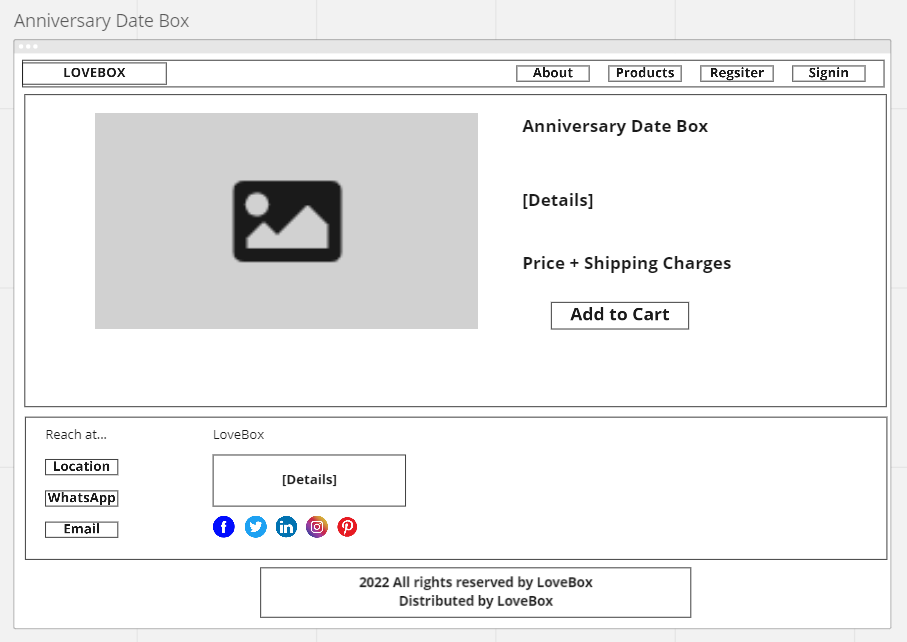 Anniversary Date Box
LOVEBOX
About
Products
Regsiter
Signin
Anniversary Date Box
[Details]
Price + Shipping Charges
Add to Cart
Reach at...
LoveBox
Location
WhatsApp
Email
[Details]
2022 All rights reserved by LoveBox
Distributed by LoveBox